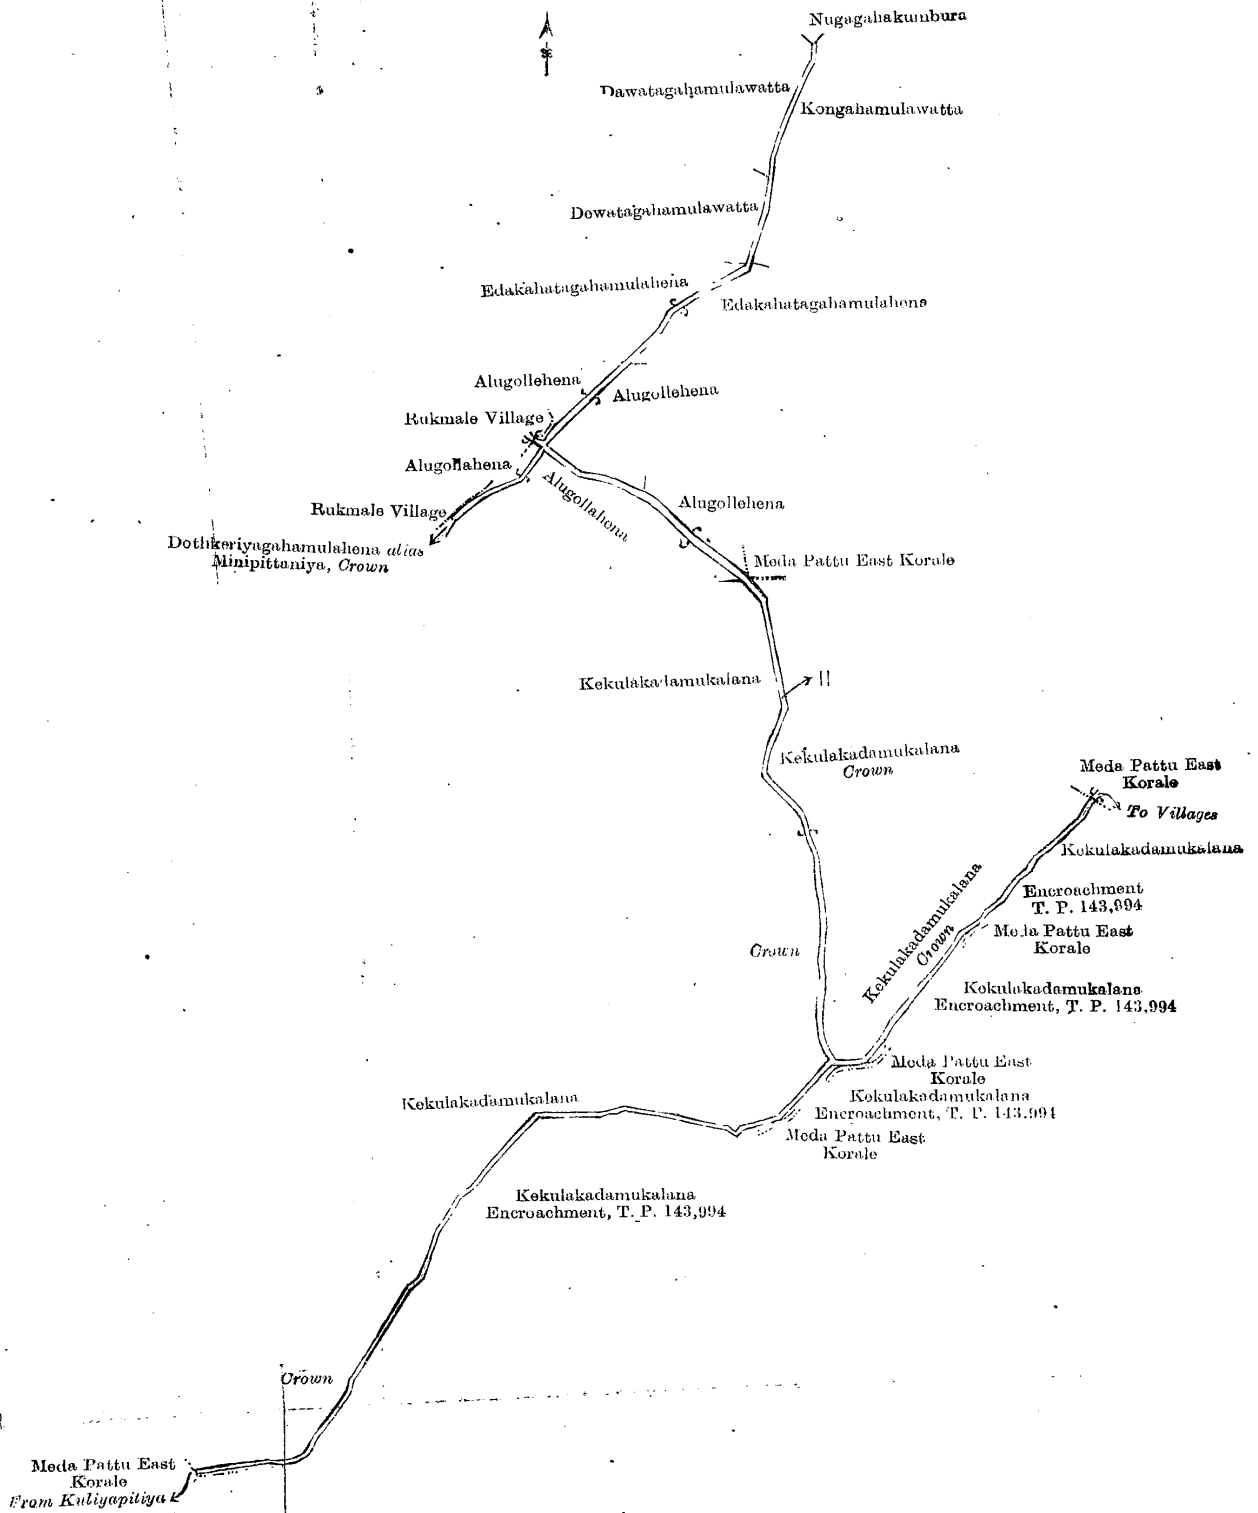 Nugagahakumbura
Dawatagahamulawatta
Kongahamulawatta
Dowatagahamulawatta
Edakahatagahamulahena
Edakahatagahamulahena
Alugollehena
Alugollehena
Rukmale Village
Alugollahena
Alugollahena
Alugollehena
Rukmale Village
Dothkeriyagahamulahena alias
Minipittaniya, Crown
Meda Pattu East Korale
Kekulakadamukalana
11
Kekulakadamukalana
Crown
Meda Pattu East
Korale
To Villages
Kekulakadamukalana
Encroachment
T. P. 143,994
Kekulakadamukalana
Crown
Meda Pattu East
Korale
Crown
Kekulakadamukalana
Encroachment, T. P. 143,994
Meda Pattu East
Korale
Kekulakadamukalana
Encroachment, T. P. 143,994
Meda Pattu East
Korale
Kekulakadamukalana
Kekulakadamukalana
Encroachment, T. P. 143,994
Crown
Meda Pattu East
Korale
From Kuliyapitiya